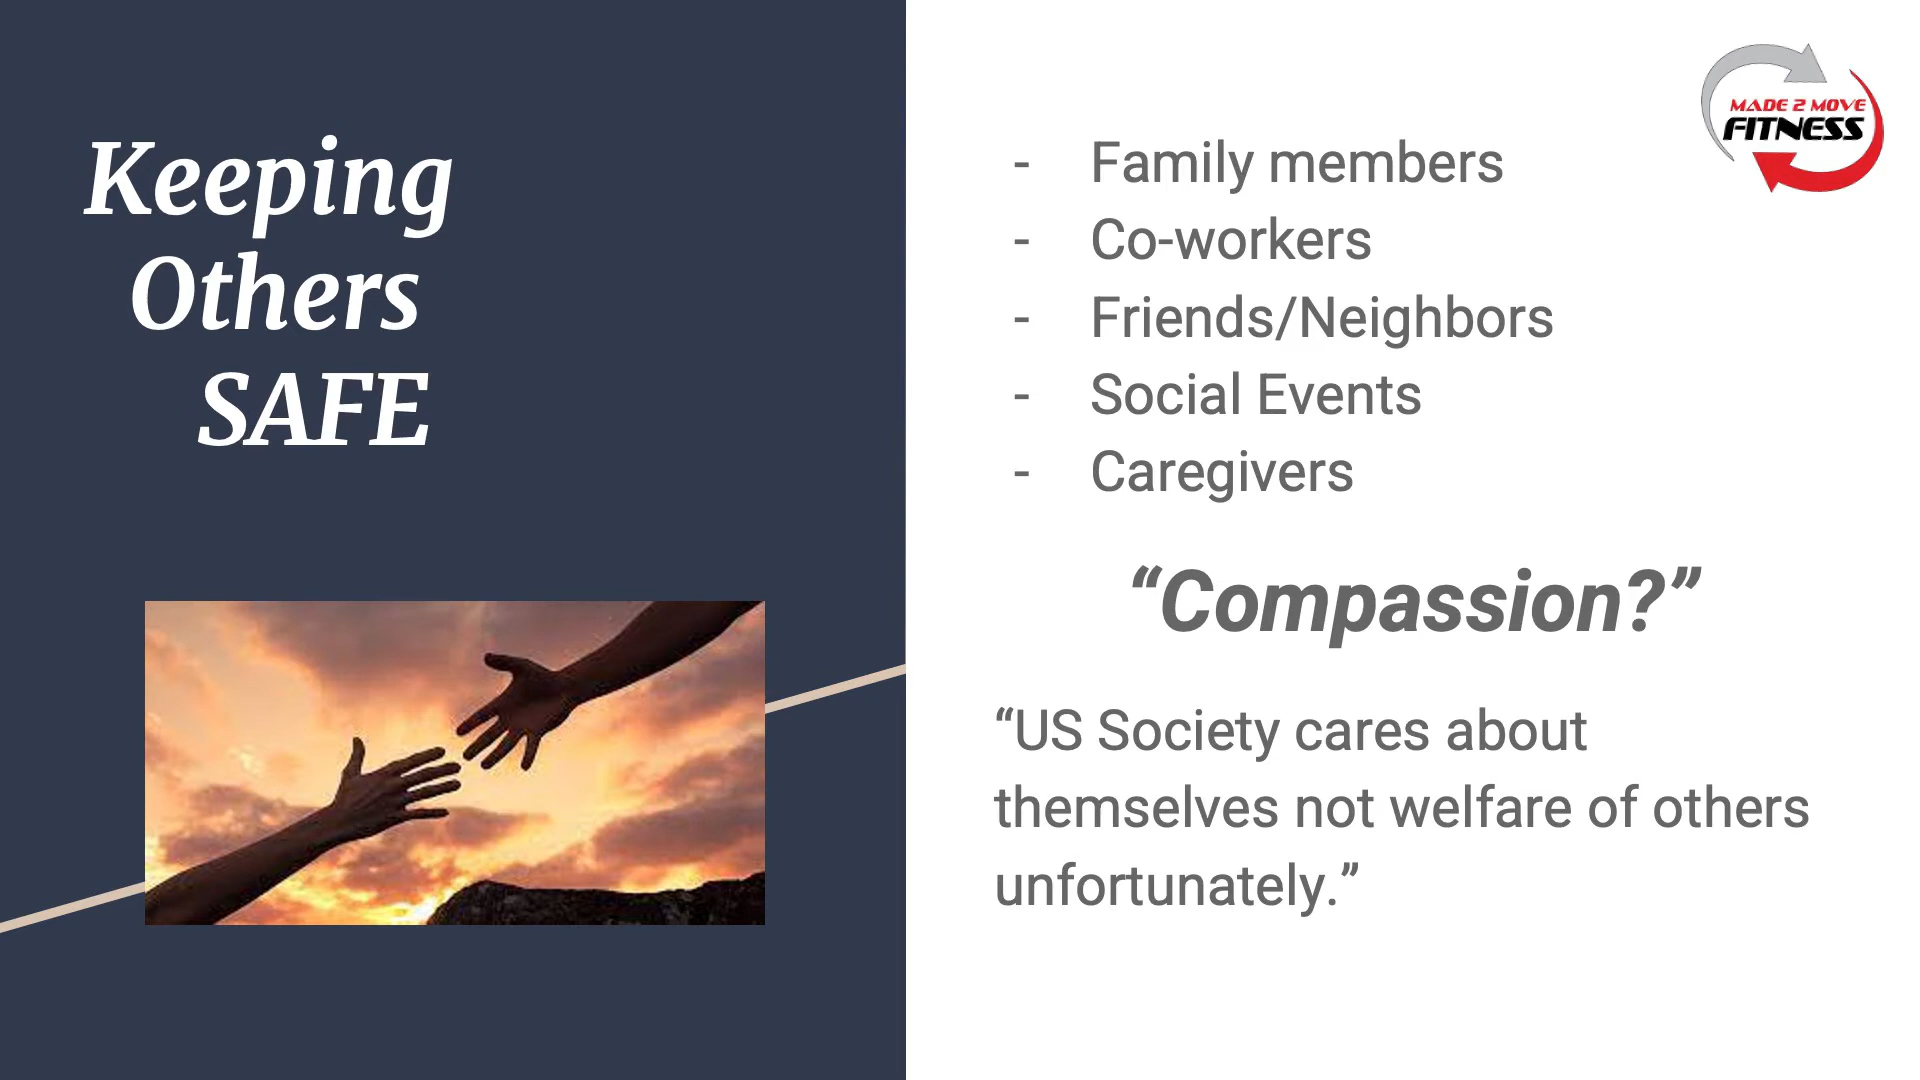 Keeping
Others
SAFE
MADE 2 MOVE
FITNESS
- Family members
- Co-workers
- Friends/Neighbors
- Social Events
- Caregivers
“Compassion?”
“US Society cares about
themselves not welfare of others
unfortunately.”